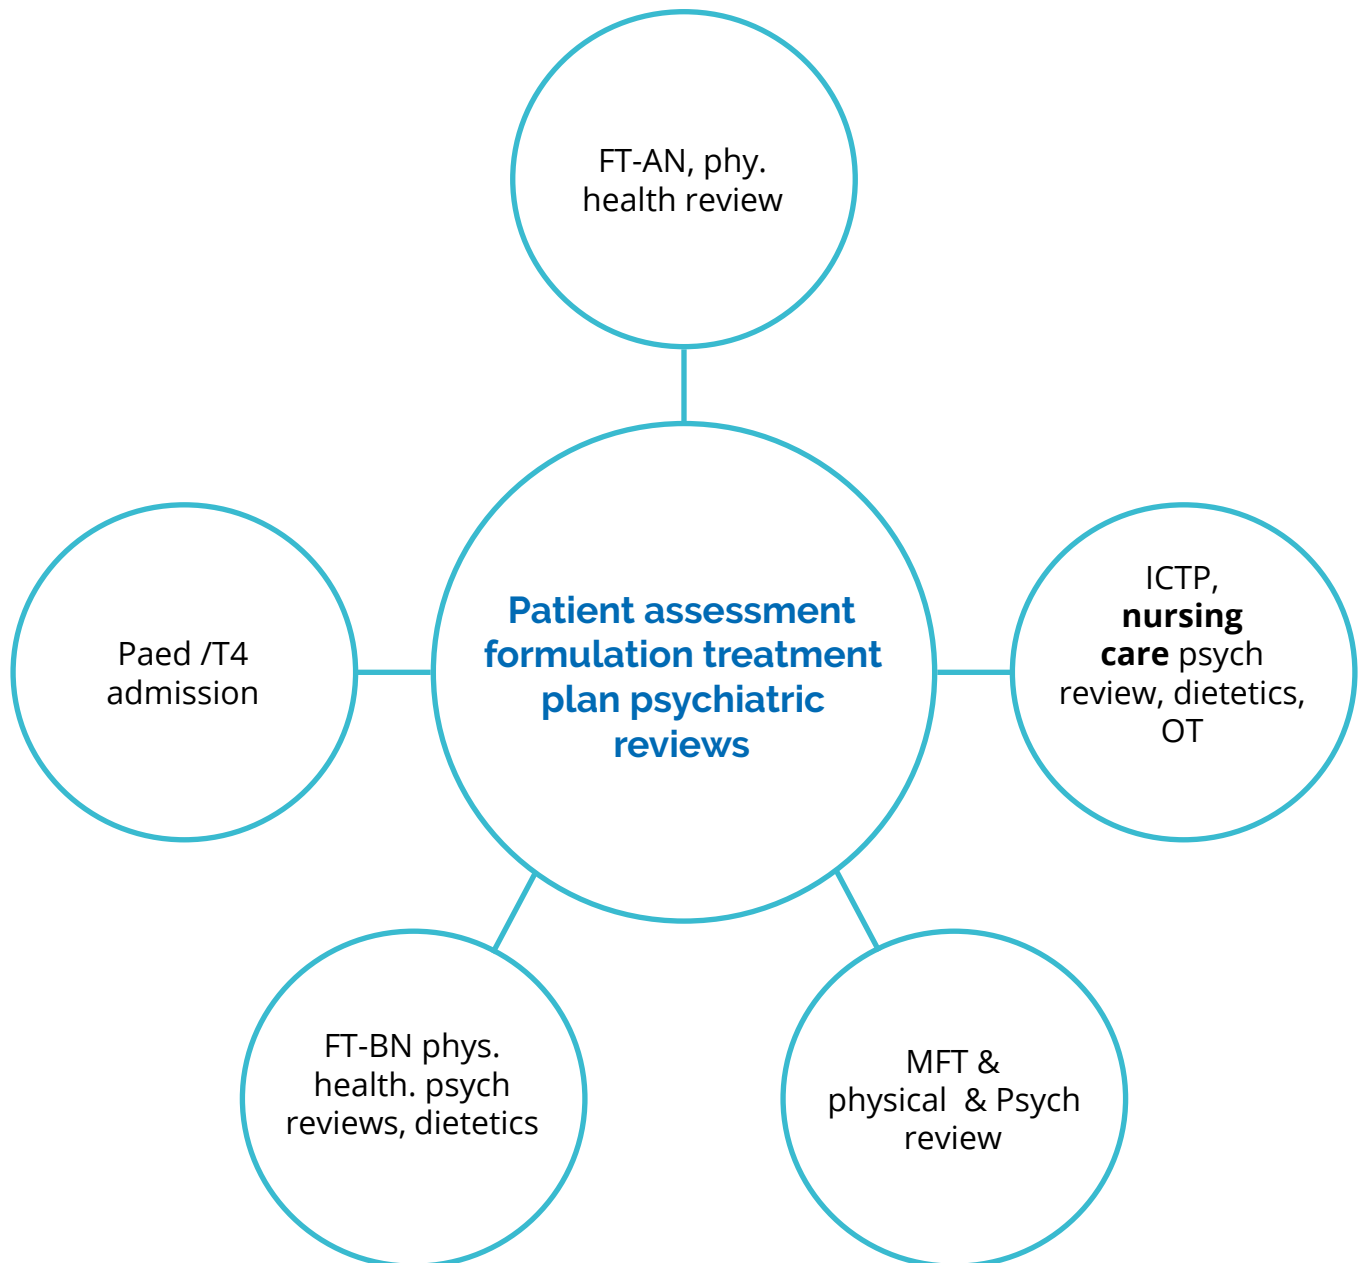 FT-AN, phy.
health review
Patient assessment
formulation treatment
plan psychiatric
reviews
ICTP,
nursing
care psych
review, dietetics,
OT
Paed /T4
admission
FT-BN phys.
health. psych
reviews, dietetics
MFT &
physical  & Psych
review